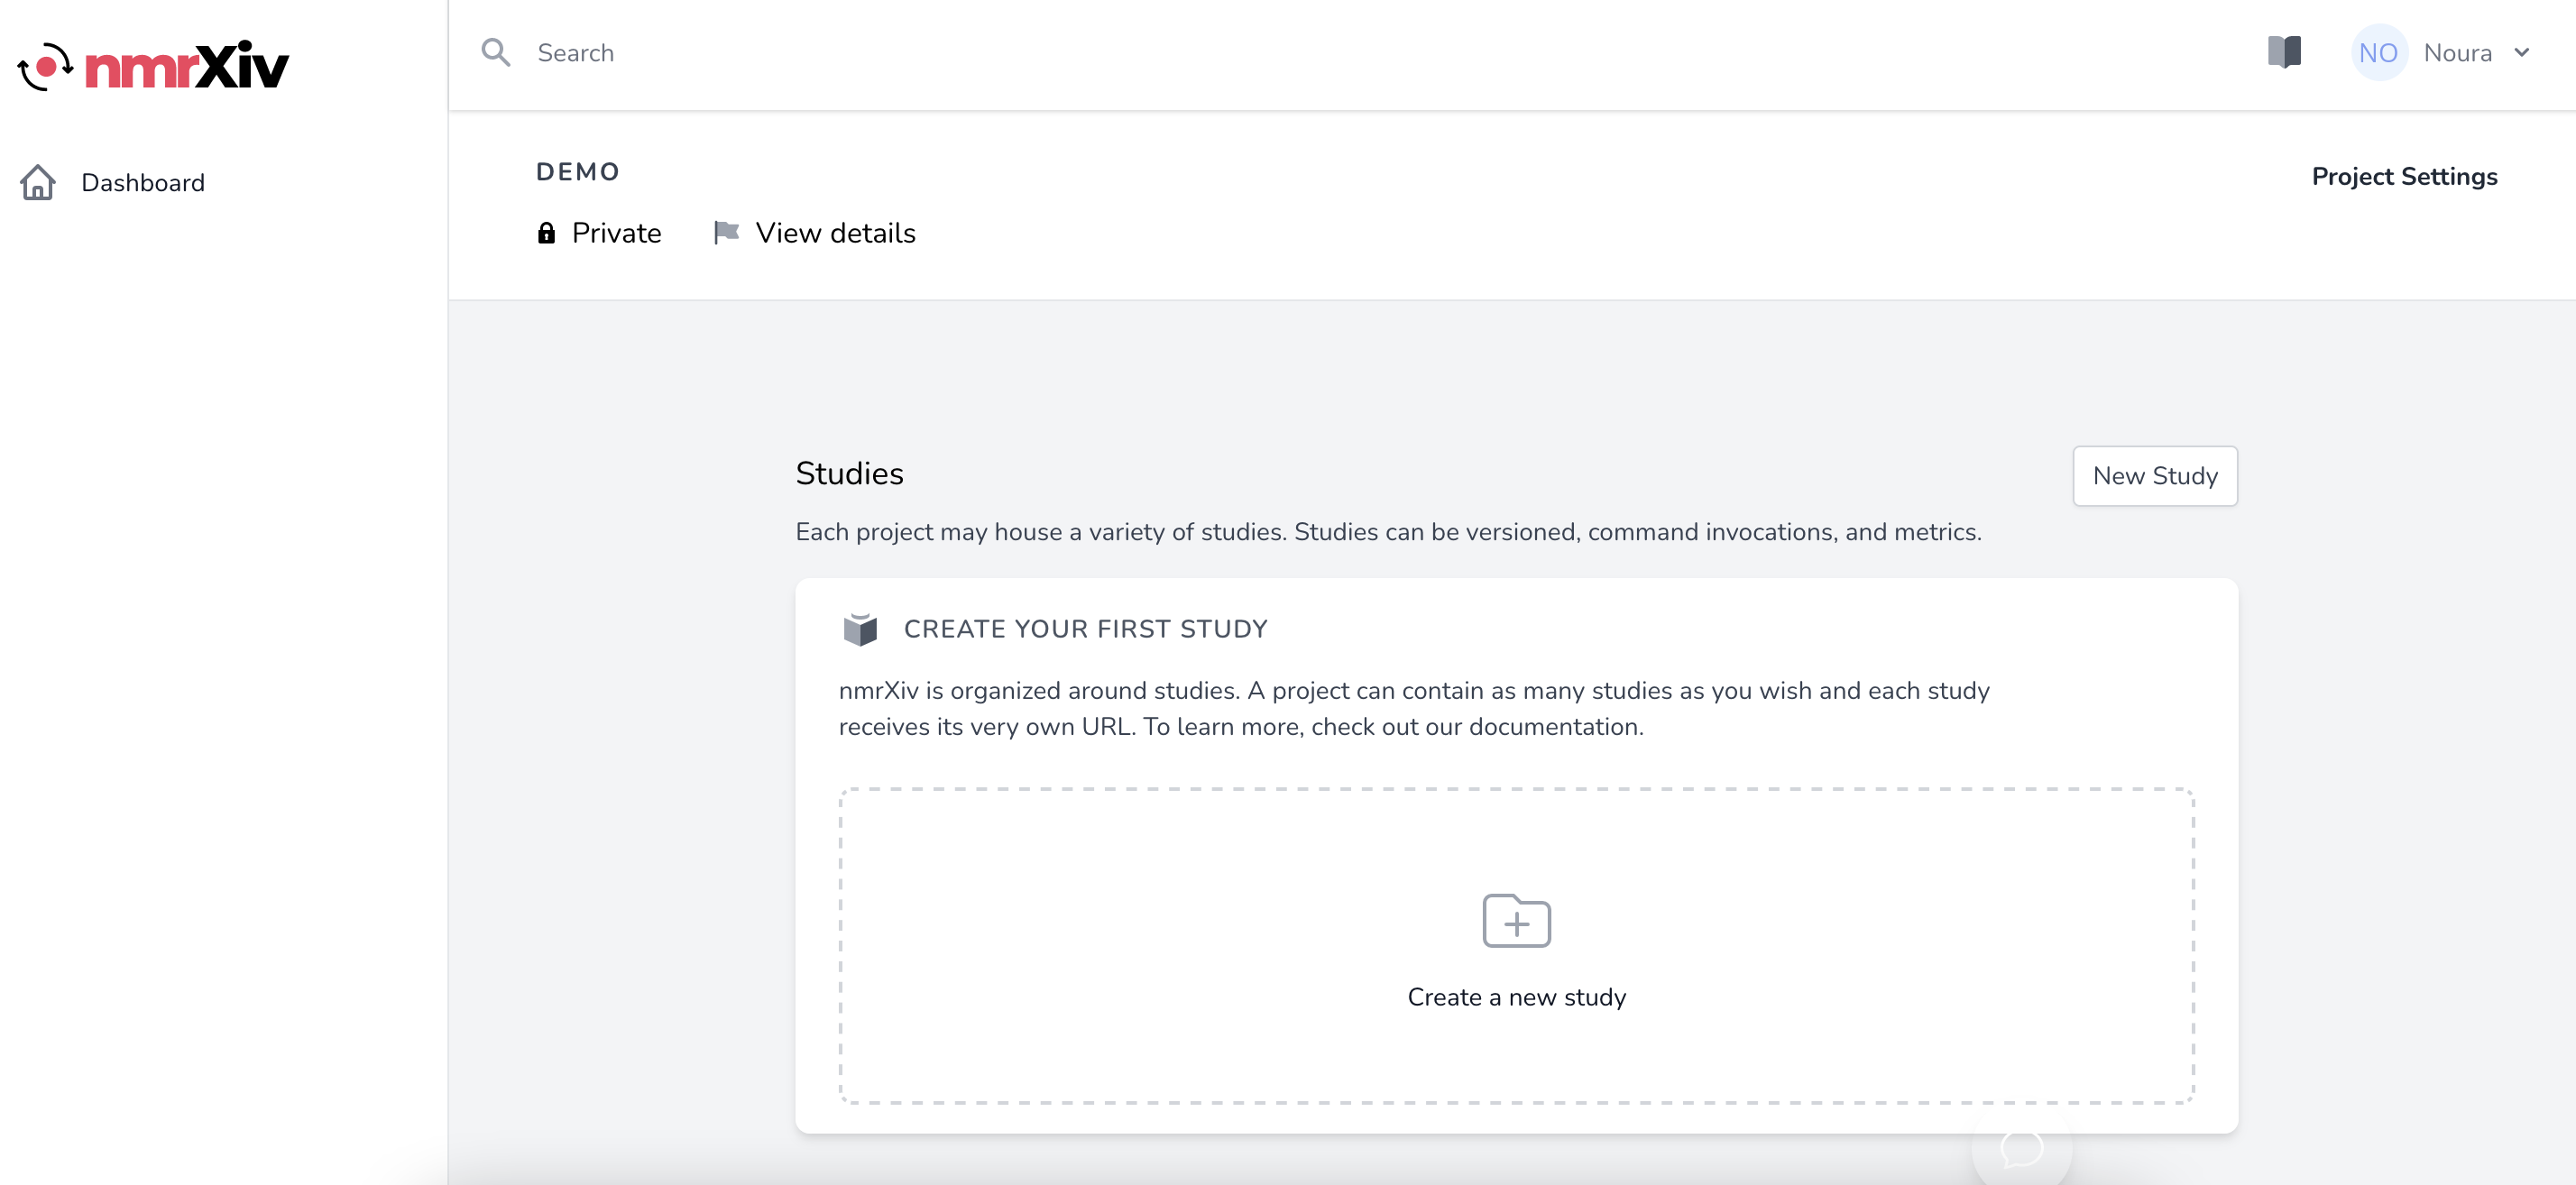 nmrXiv
Search
NO Noura
Dashboard
DEMO
Project Settings
Private View details
Studies
New Study
Each project may house a variety of studies. Studies can be versioned, command invocations, and metrics.
CREATE YOUR FIRST STUDY
nmrXiv is organized around studies. A project can contain as many studies as you wish and each study
receives its very own URL. To learn more, check out our documentation.
Create a new study